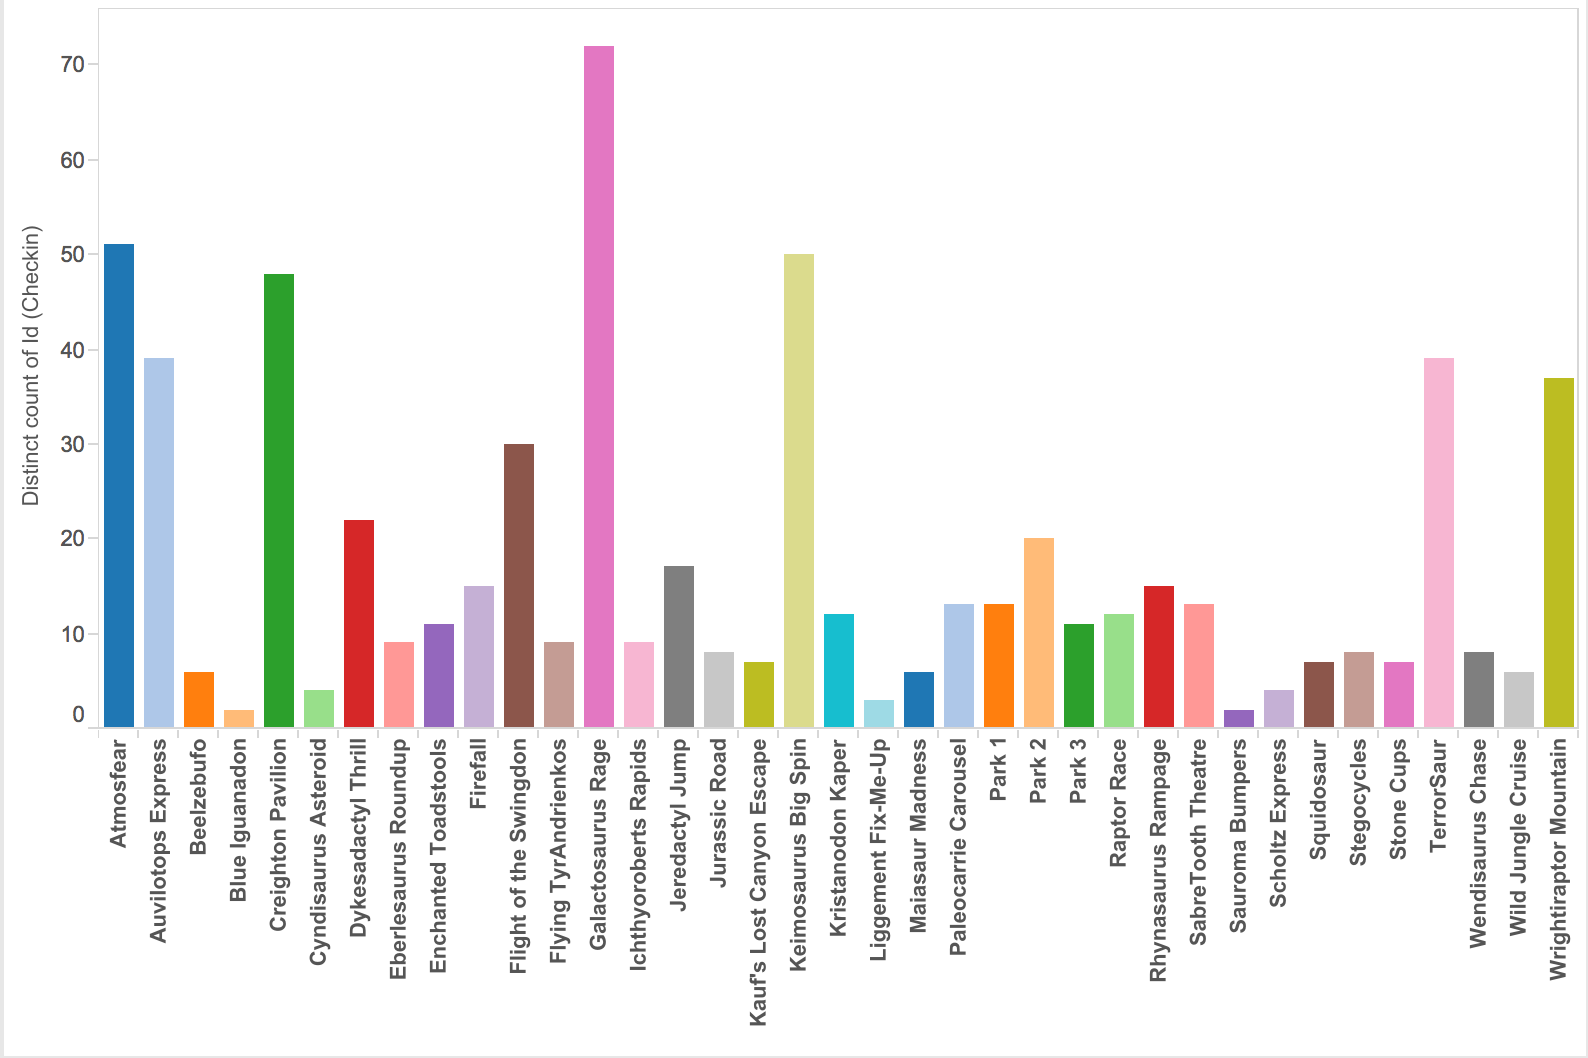 Distinct count of Id (Checkin)
70
60
50
40
30
20
10
0
Atmosfear
Auvilotops Express
Beelzebufo
Blue Iguanadon
Creighton Pavilion
Cyndisaurus Asteroid
Dykesadactyl Thrill
Eberlesaurus Roundup
Enchanted Toadstools
Firefall
Flight of the Swingdon
Flying TyrAndrienkos
Galactosaurus Rage
Ichthyoroberts Rapids
Jeredactyl Jump
Jurassic Road
Kauf's Lost Canyon Escape
Keimosaurus Big Spin
Kristanodon Kaper
Liggement Fix-Me-Up
Maiasaur Madness
Paleocarrie Carousel
Park 1
Park 2
Park 3
Raptor Race
Rhynasaurus Rampage
SabreTooth Theatre
Sauroma Bumpers
Scholtz Express
Squidosaur
Stegocycles
Stone Cups
TerrorSaur
Wendisaurus Chase
Wild Jungle Cruise
Wrightiraptor Mountain